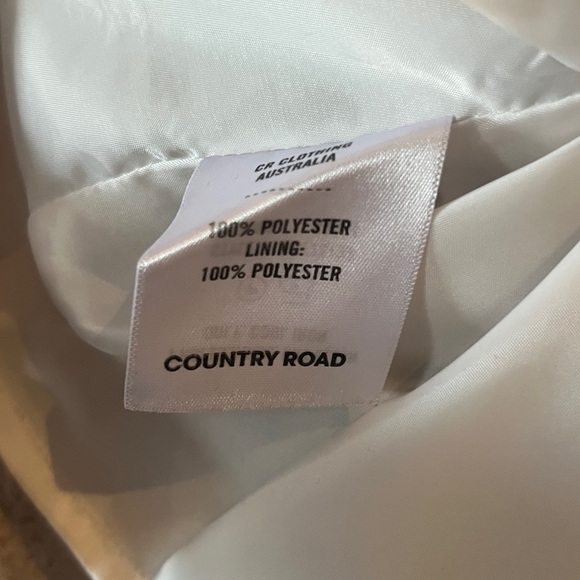 CR CLOTHING
AUSTRALIA
100% POLYESTER
LINING:
100% POLYESTER
COUNTRY ROAD